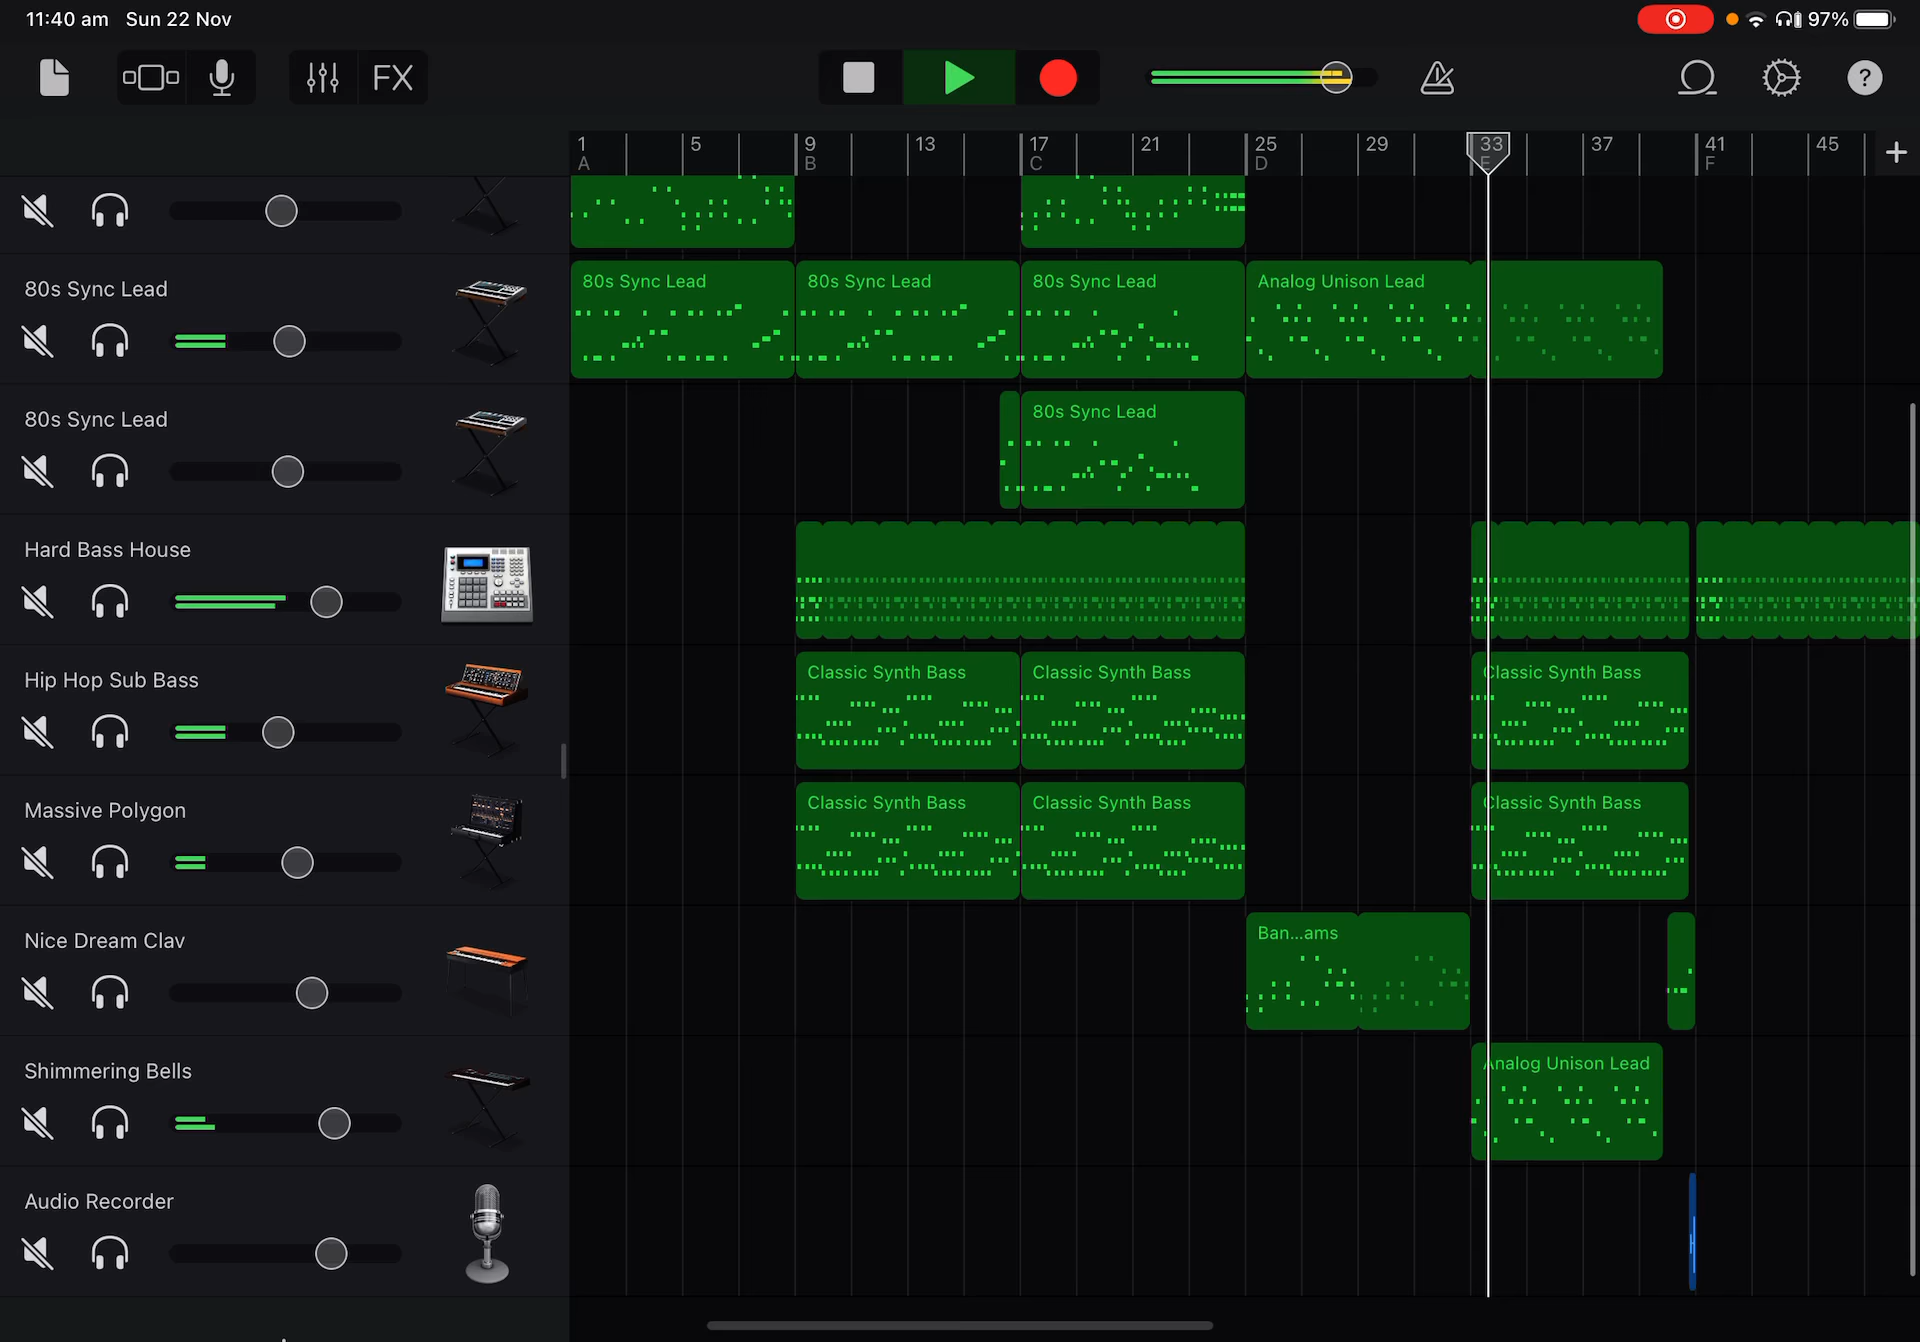 11:40 am Sun 22 Nov
97%
FX
?
1 5 9 13 17 21 25 29 33 37 41 45 +
A B C D E F
80s Sync Lead
80s Sync Lead 80s Sync Lead 80s Sync Lead Analog Unison Lead
80s Sync Lead
80s Sync Lead
Hard Bass House
Hip Hop Sub Bass
Classic Synth Bass Classic Synth Bass Classic Synth Bass
Massive Polygon
Classic Synth Bass Classic Synth Bass Classic Synth Bass
Nice Dream Clav
Ban...ams
Shimmering Bells
Analog Unison Lead
Audio Recorder